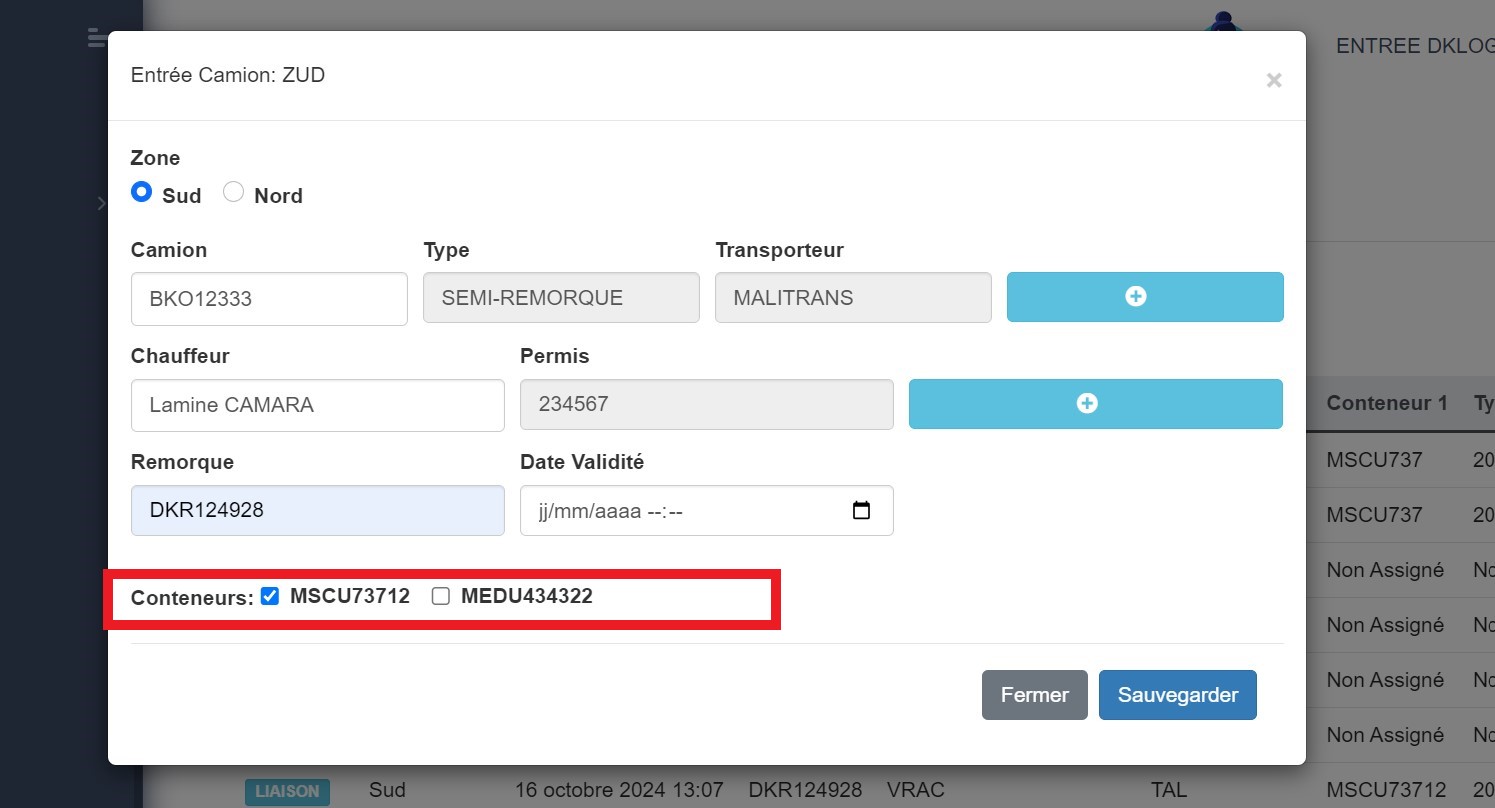 ENTREE DKLOG
Entrée Camion: ZUD
×
Zone
Sud Nord
Camion Type Transporteur
BKO12333 SEMI-REMORQUE MALITRANS
Chauffeur Permis
Lamine CAMARA 234567
Conteneur 1 Ty
Remorque Date Validité
MSCU737 20
DKR124928 jj/mm/aaaa --:--
MSCU737 20
Non Assigné No
Conteneurs: MSCU73712 MEDU434322
Non Assigné No
Non Assigné No
Fermer Sauvegarder
Non Assigné No
LIAISON Sud 16 octobre 2024 13:07 DKR124928 VRAC TAL MSCU73712 20